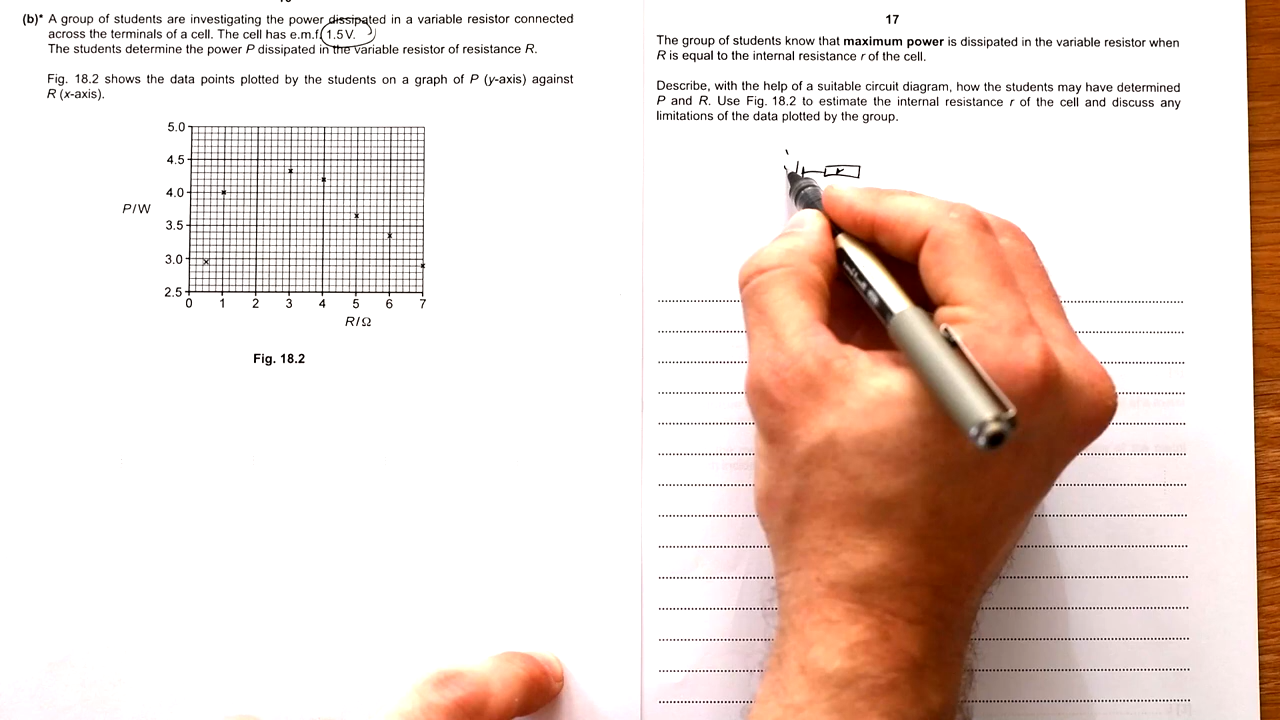 (b)* A group of students are investigating the power dissipated in a variable resistor connected
across the terminals of a cell. The cell has e.m.f. 1.5 V.
The students determine the power P dissipated in the variable resistor of resistance R.
Fig. 18.2 shows the data points plotted by the students on a graph of P (y-axis) against
R (x-axis).
5.0
4.5
4.0
P/W
3.5
3.0
2.5
0 1 2 3 4 5 6 7
R/Ω
Fig. 18.2
17
The group of students know that maximum power is dissipated in the variable resistor when
R is equal to the internal resistance r of the cell.
Describe, with the help of a suitable circuit diagram, how the students may have determined
P and R. Use Fig. 18.2 to estimate the internal resistance r of the cell and discuss any
limitations of the data plotted by the group.
r